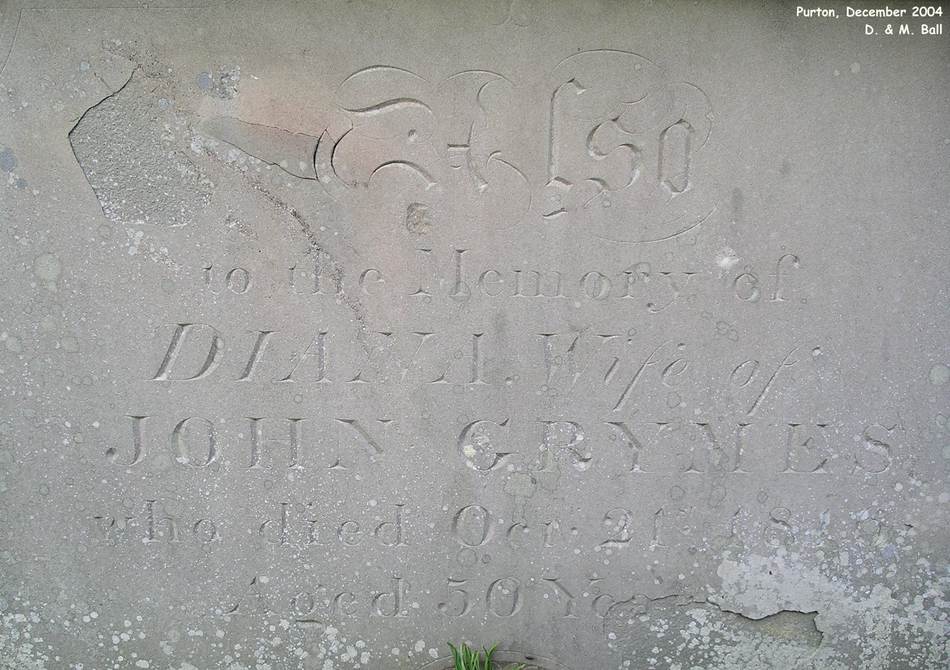 Purton, December 2004
D. & M. Ball
Also
to the Memory of
DIANA Wife of
JOHN GRYMES
who died Oct. 21st
Aged 50